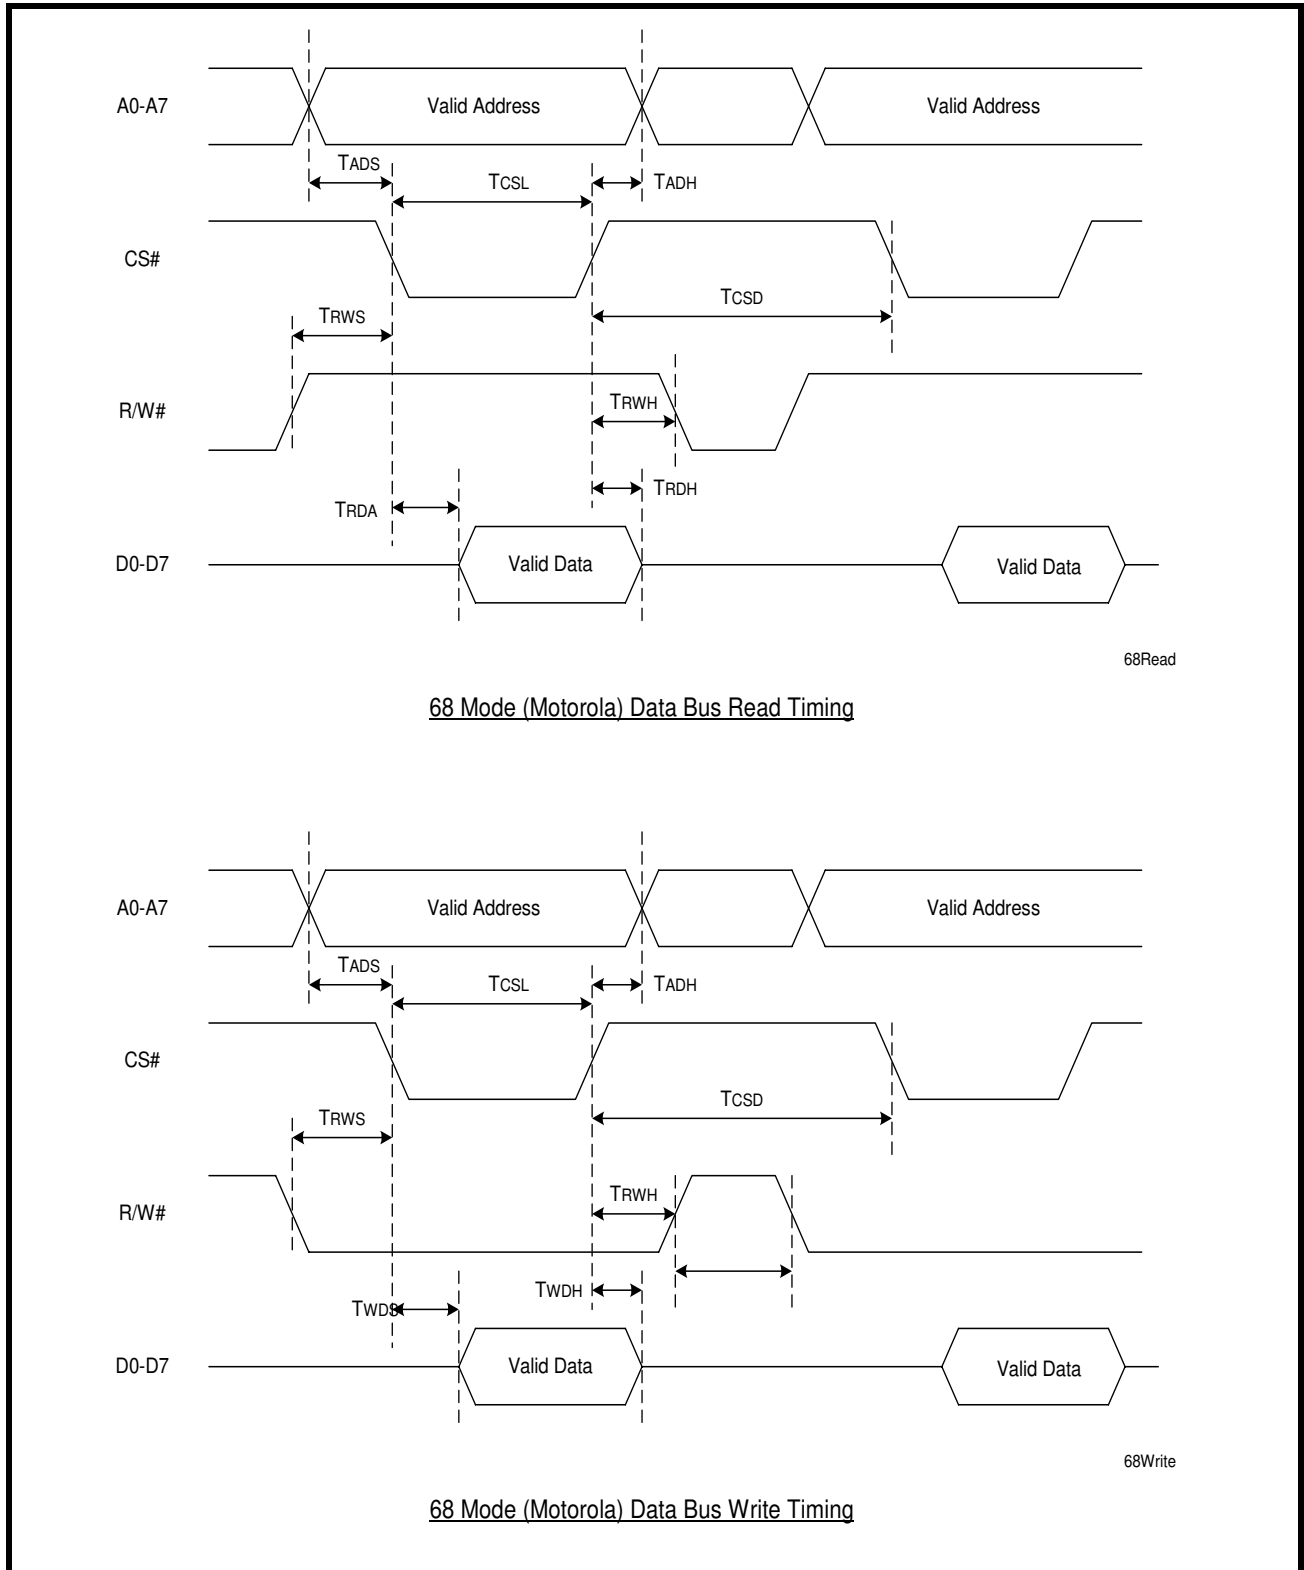 A0-A7
Valid Address
Valid Address
TADS
TCSL
TADH
CS#
TCSD
TRWS
R/W#
TRWH
TRDA
TRDH
D0-D7
Valid Data
Valid Data
68Read
68 Mode (Motorola) Data Bus Read Timing
A0-A7
Valid Address
Valid Address
TADS
TCSL
TADH
CS#
TCSD
TRWS
R/W#
TRWH
TWDS
TWDH
D0-D7
Valid Data
Valid Data
68Write
68 Mode (Motorola) Data Bus Write Timing